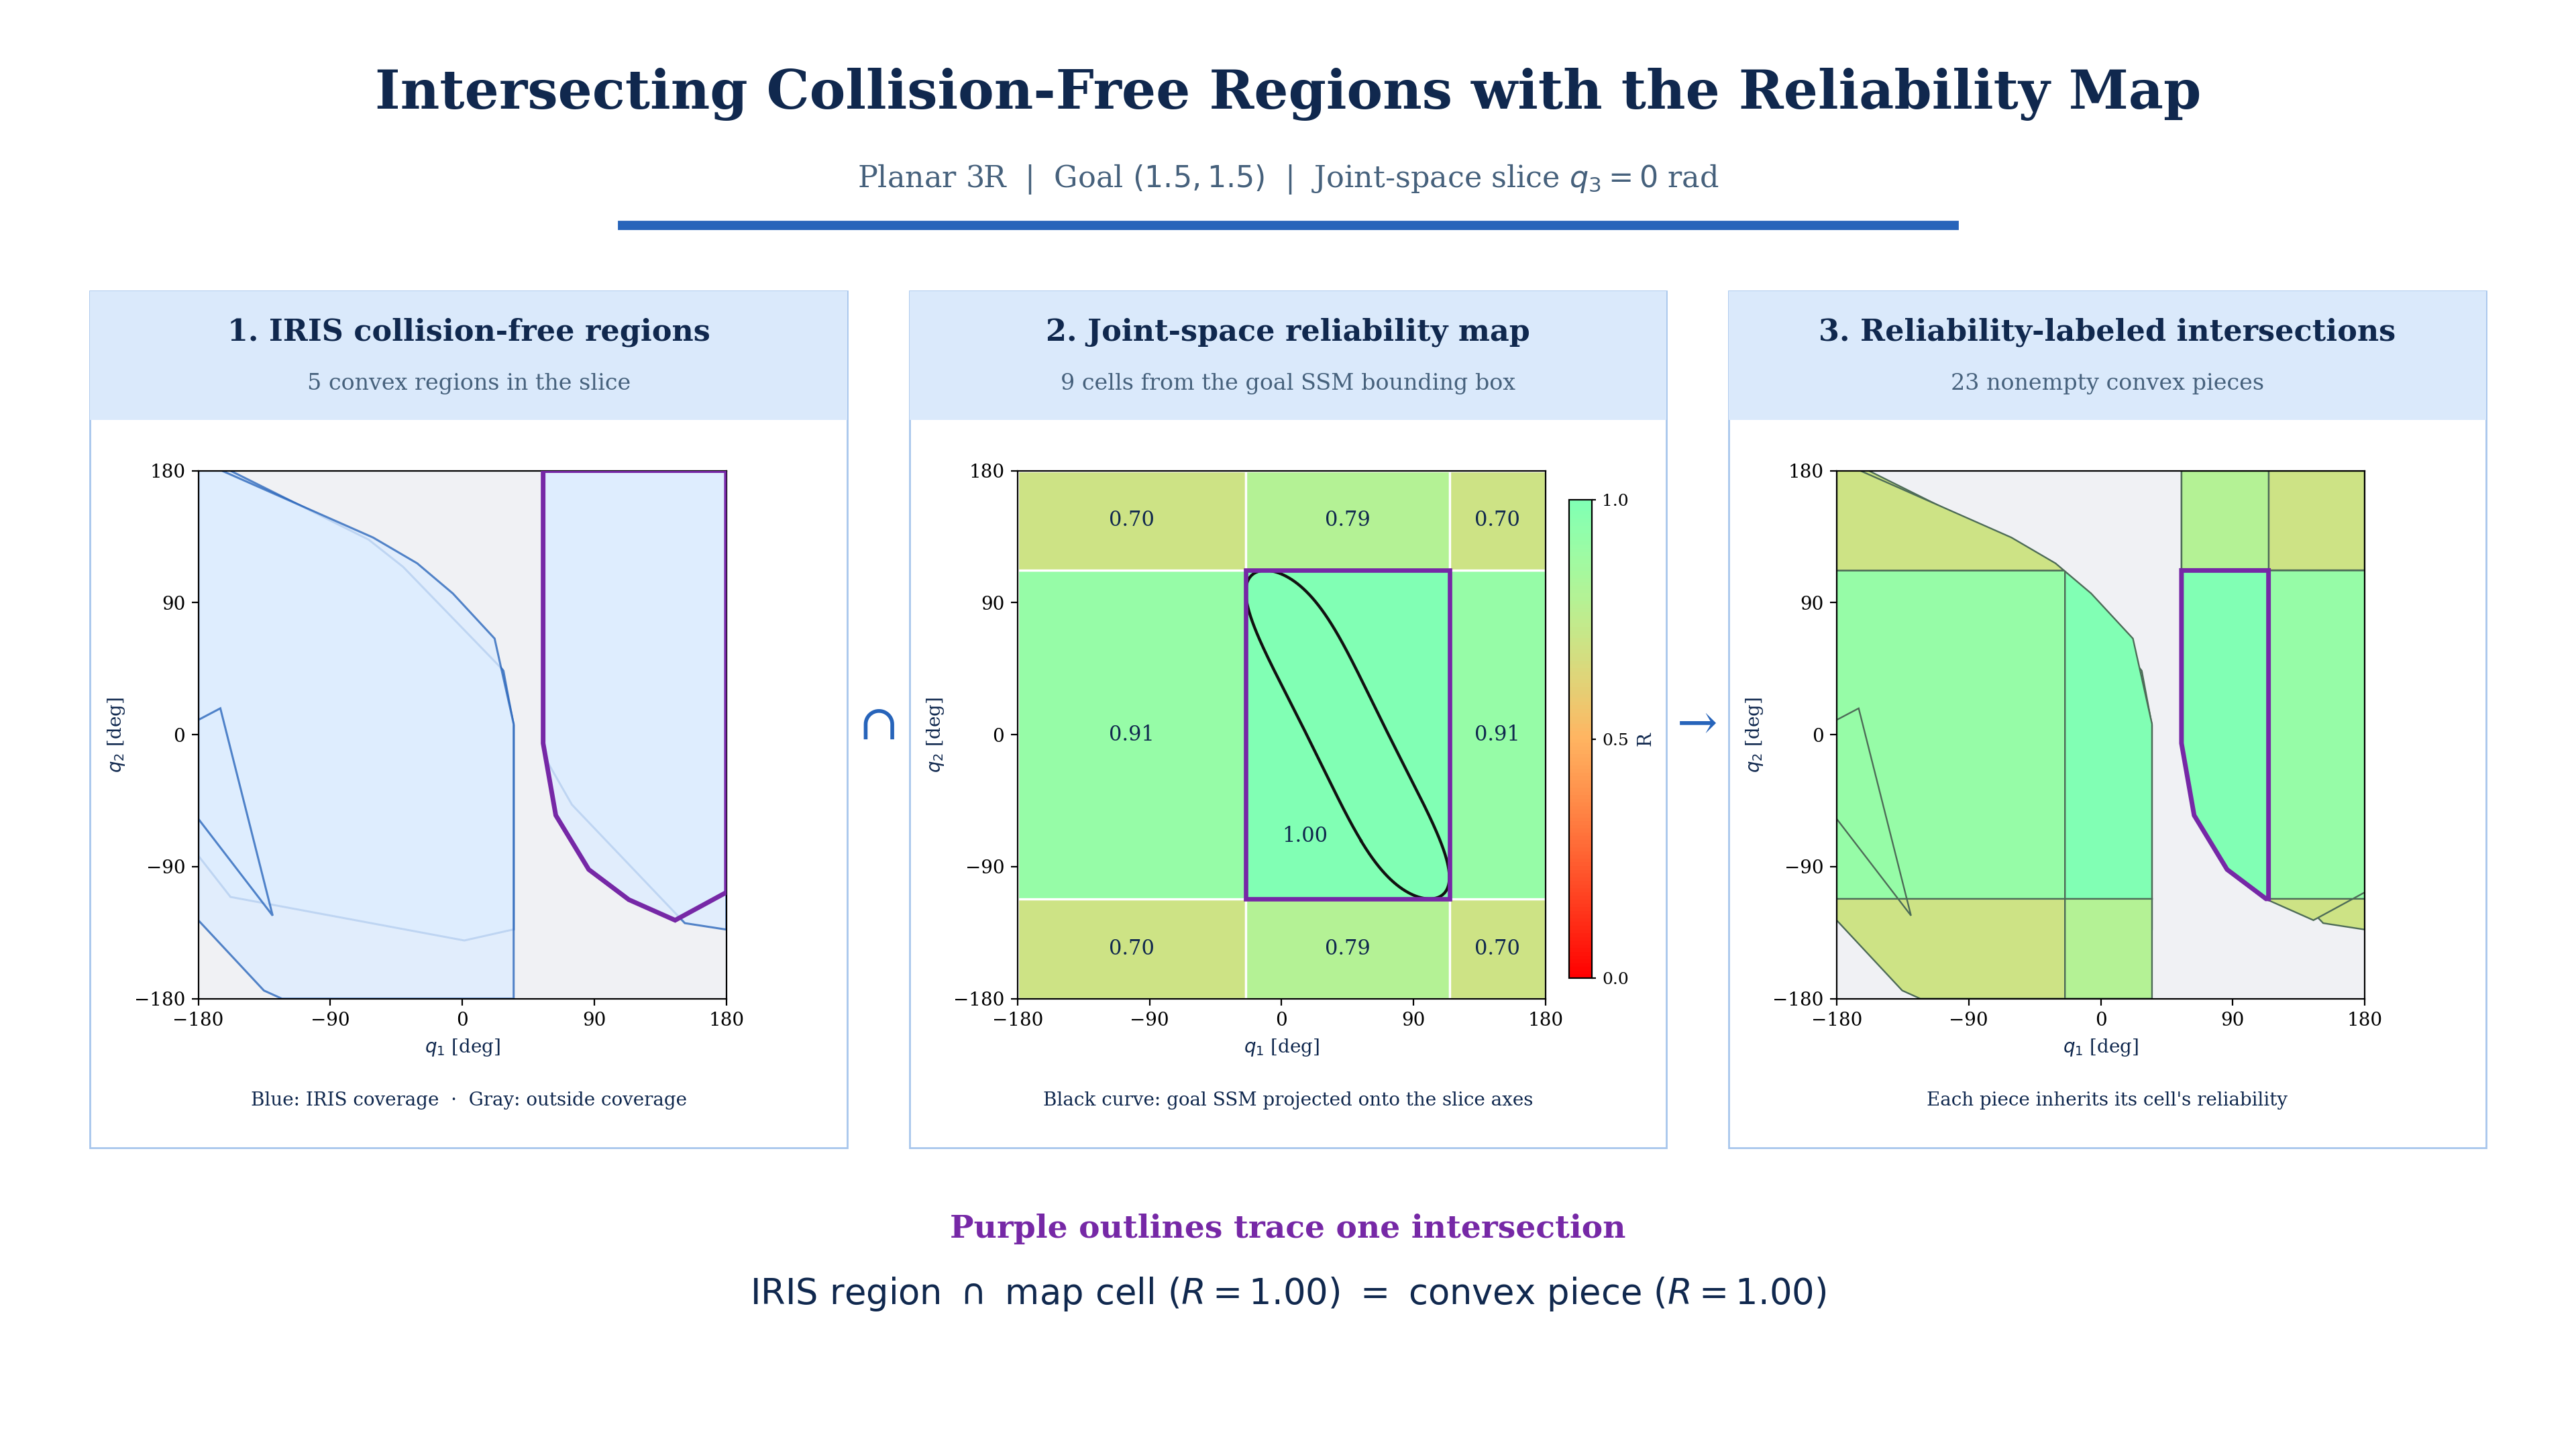 Intersecting Collision-Free Regions with the Reliability Map
Planar 3R | Goal (1.5, 1.5) | Joint-space slice q₃ = 0 rad
1. IRIS collision-free regions
5 convex regions in the slice
180
90
0
−90
−180
q₂ [deg]
−180
−90
0
90
180
q₁ [deg]
Blue: IRIS coverage · Gray: outside coverage
∩
2. Joint-space reliability map
9 cells from the goal SSM bounding box
180
90
0
−90
−180
q₂ [deg]
0.70
0.79
0.70
0.91
0.91
1.00
0.70
0.79
0.70
−180
−90
0
90
180
q₁ [deg]
1.0
0.5
0.0
R
Black curve: goal SSM projected onto the slice axes
→
3. Reliability-labeled intersections
23 nonempty convex pieces
180
90
0
−90
−180
q₂ [deg]
−180
−90
0
90
180
q₁ [deg]
Each piece inherits its cell's reliability
Purple outlines trace one intersection
IRIS region ∩ map cell (R = 1.00) = convex piece (R = 1.00)